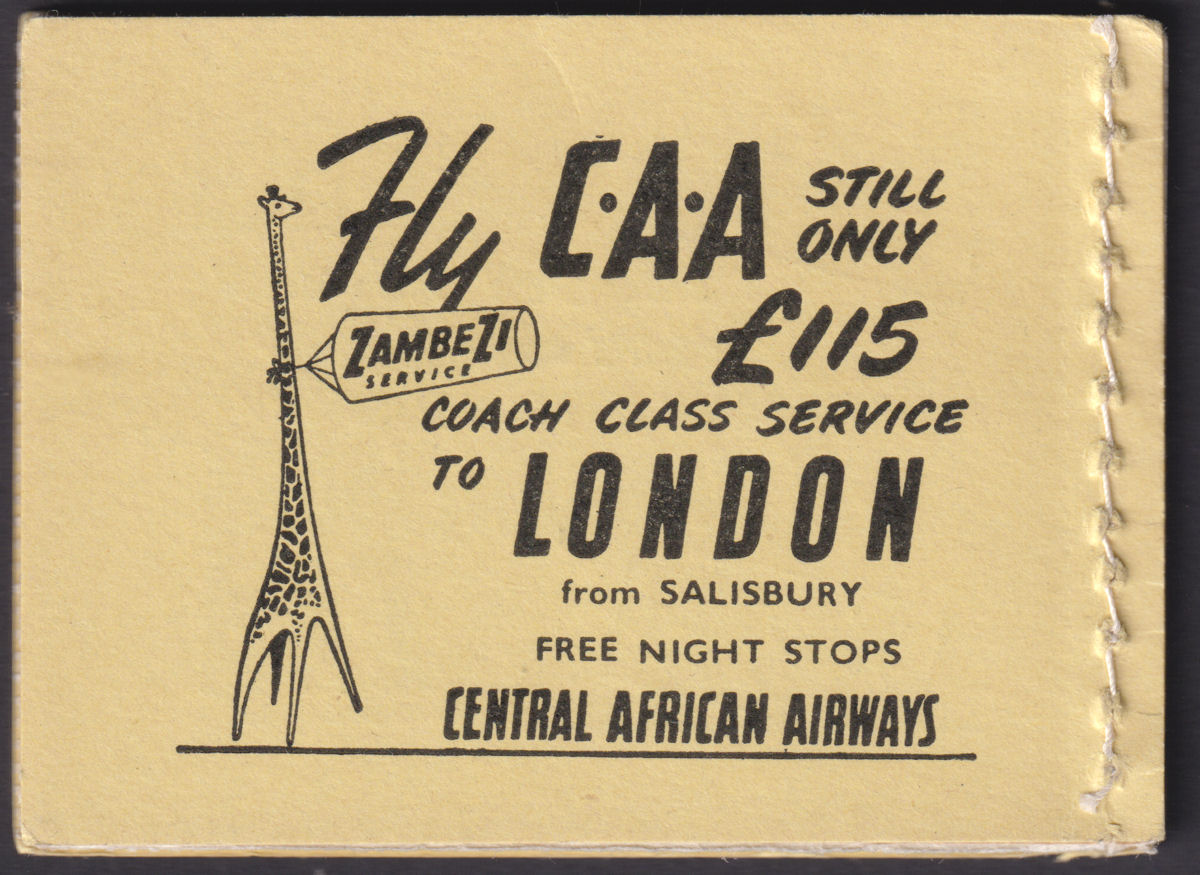 Fly C·A·A STILL
ONLY
£115
ZAMBEZI
SERVICE
COACH CLASS SERVICE
TO LONDON
from SALISBURY
FREE NIGHT STOPS
CENTRAL AFRICAN AIRWAYS